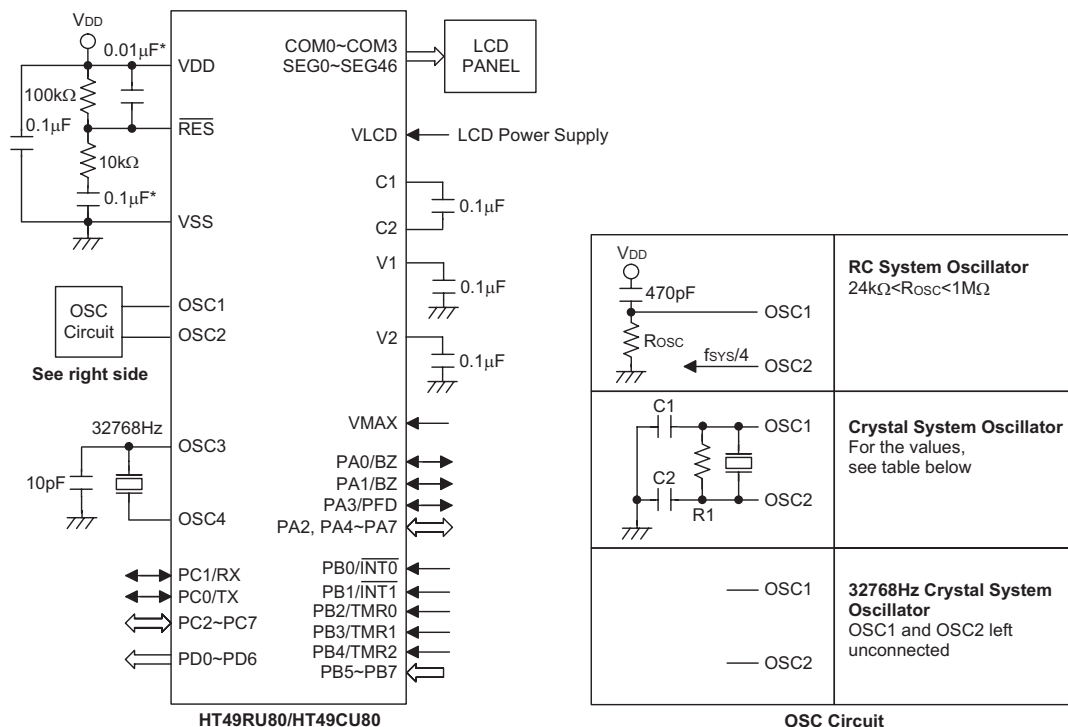 VDD
0.01μF*
VDD
100kΩ
0.1μF
RES
10kΩ
0.1μF*
VSS
OSC
Circuit
OSC1
OSC2
See right side
32768Hz
OSC3
10pF
OSC4
PC1/RX
PC0/TX
PC2~PC7
PD0~PD6
COM0~COM3
SEG0~SEG46
LCD
PANEL
VLCD
LCD Power Supply
C1
0.1μF
C2
V1
0.1μF
V2
0.1μF
VMAX
PA0/BZ
PA1/BZ
PA3/PFD
PA2, PA4~PA7
PB0/INT0
PB1/INT1
PB2/TMR0
PB3/TMR1
PB4/TMR2
PB5~PB7
HT49RU80/HT49CU80
VDD
470pF
OSC1
ROSC
fSYS/4
OSC2
RC System Oscillator
24kΩ<ROSC<1MΩ
C1
OSC1
C2
R1
OSC2
Crystal System Oscillator
For the values,
see table below
OSC1
OSC2
32768Hz Crystal System
Oscillator
OSC1 and OSC2 left
unconnected
OSC Circuit